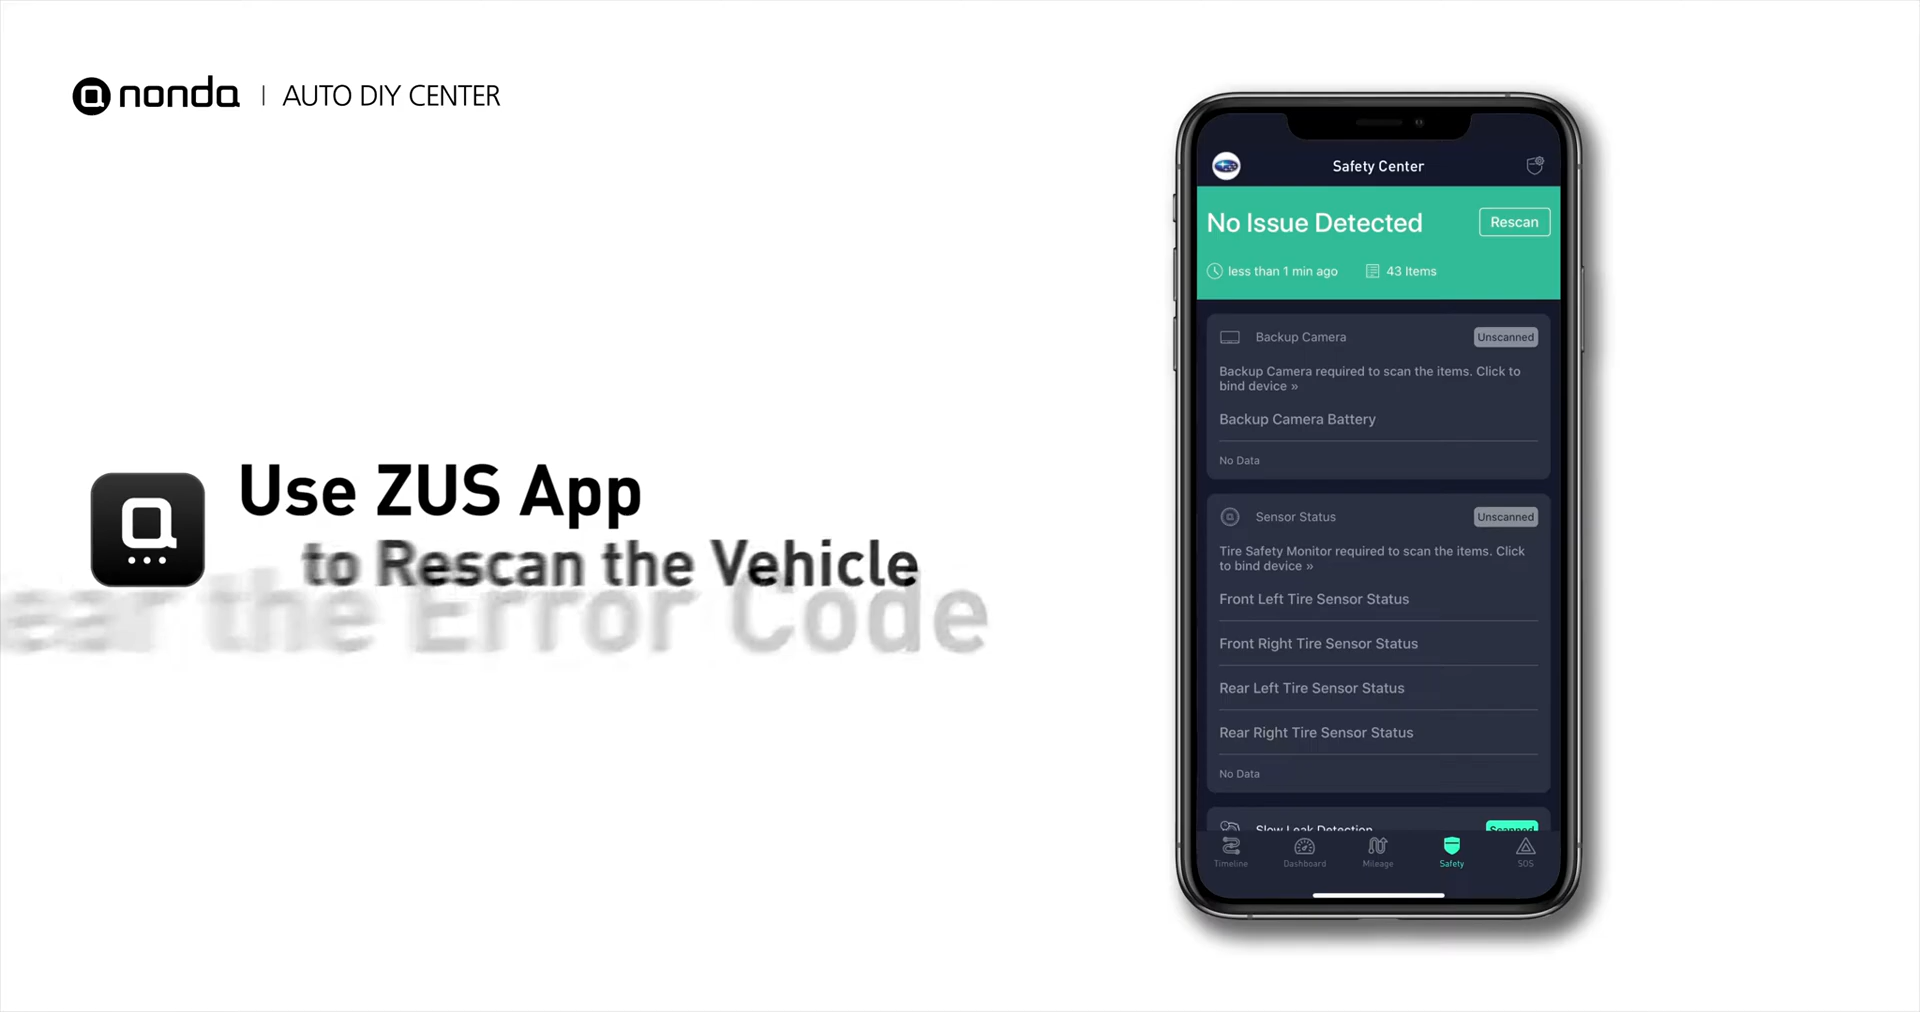 nonda | AUTO DIY CENTER
Use ZUS App
to Rescan the Vehicle
ear the Error Code
Safety Center
No Issue Detected
Rescan
less than 1 min ago
43 Items
Backup Camera
Unscanned
Backup Camera required to scan the items. Click to
bind device »
Backup Camera Battery
No Data
Sensor Status
Unscanned
Tire Safety Monitor required to scan the items. Click
to bind device »
Front Left Tire Sensor Status
Front Right Tire Sensor Status
Rear Left Tire Sensor Status
Rear Right Tire Sensor Status
No Data
Slow Leak Detection
Scanned
Timeline
Dashboard
Mileage
Safety
SOS